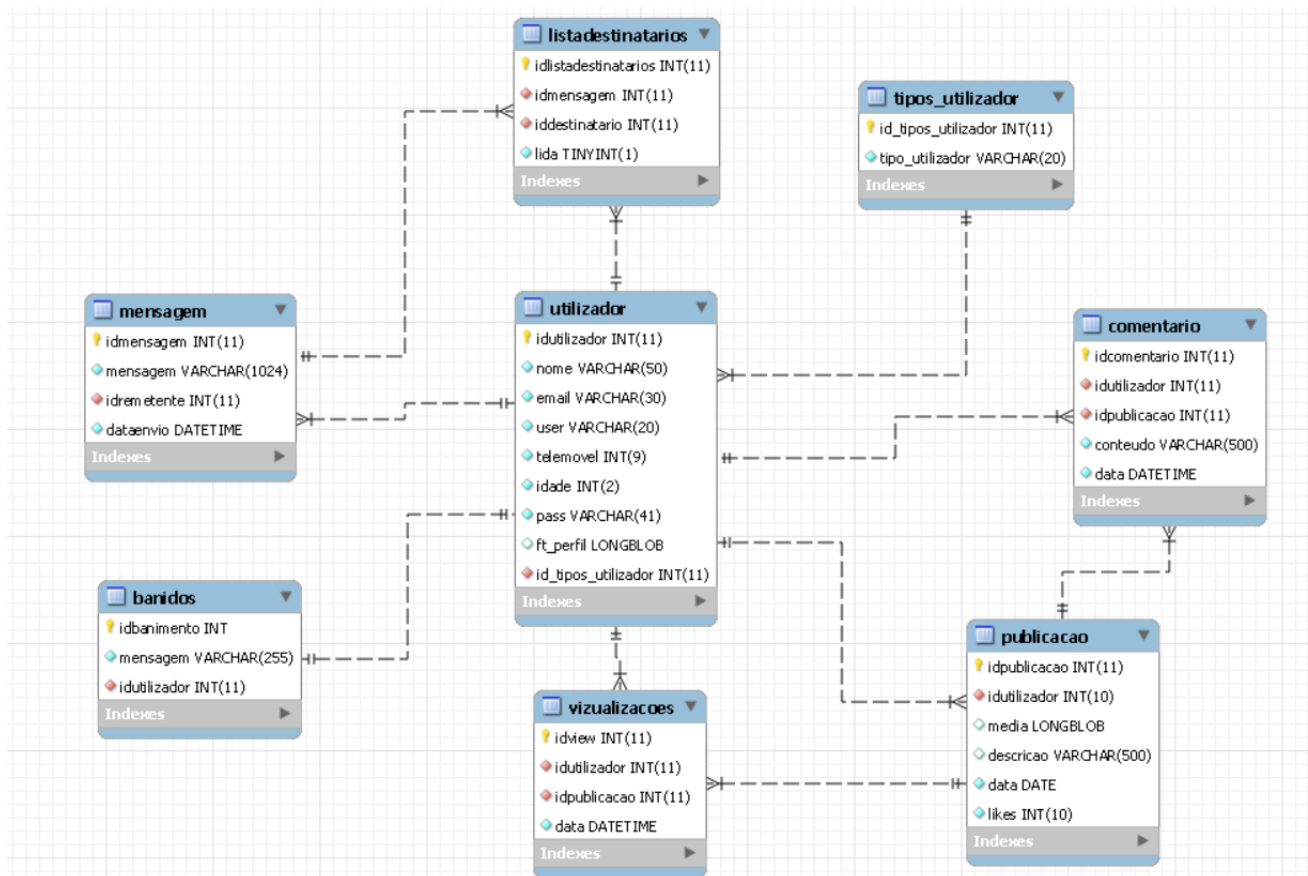 listadestinatarios
idlistadestinatarios INT(11)
idmensagem INT(11)
iddestinatario INT(11)
lida TINYINT(1)
Indexes
tipos_utilizador
id_tipos_utilizador INT(11)
tipo_utilizador VARCHAR(20)
Indexes
mensagem
idmensagem INT(11)
mensagem VARCHAR(1024)
idremetente INT(11)
dataenvio DATETIME
Indexes
utilizador
idutilizador INT(11)
nome VARCHAR(50)
email VARCHAR(30)
user VARCHAR(20)
telemovel INT(9)
idade INT(2)
pass VARCHAR(41)
ft_perfil LONGBLOB
id_tipos_utilizador INT(11)
Indexes
comentario
idcomentario INT(11)
idutilizador INT(11)
idpublicacao INT(11)
conteudo VARCHAR(500)
data DATETIME
Indexes
banidos
idbanimento INT
mensagem VARCHAR(255)
idutilizador INT(11)
Indexes
vizualizacoes
idview INT(11)
idutilizador INT(11)
idpublicacao INT(11)
data DATETIME
Indexes
publicacao
idpublicacao INT(11)
idutilizador INT(10)
media LONGBLOB
descricao VARCHAR(500)
data DATE
likes INT(10)
Indexes